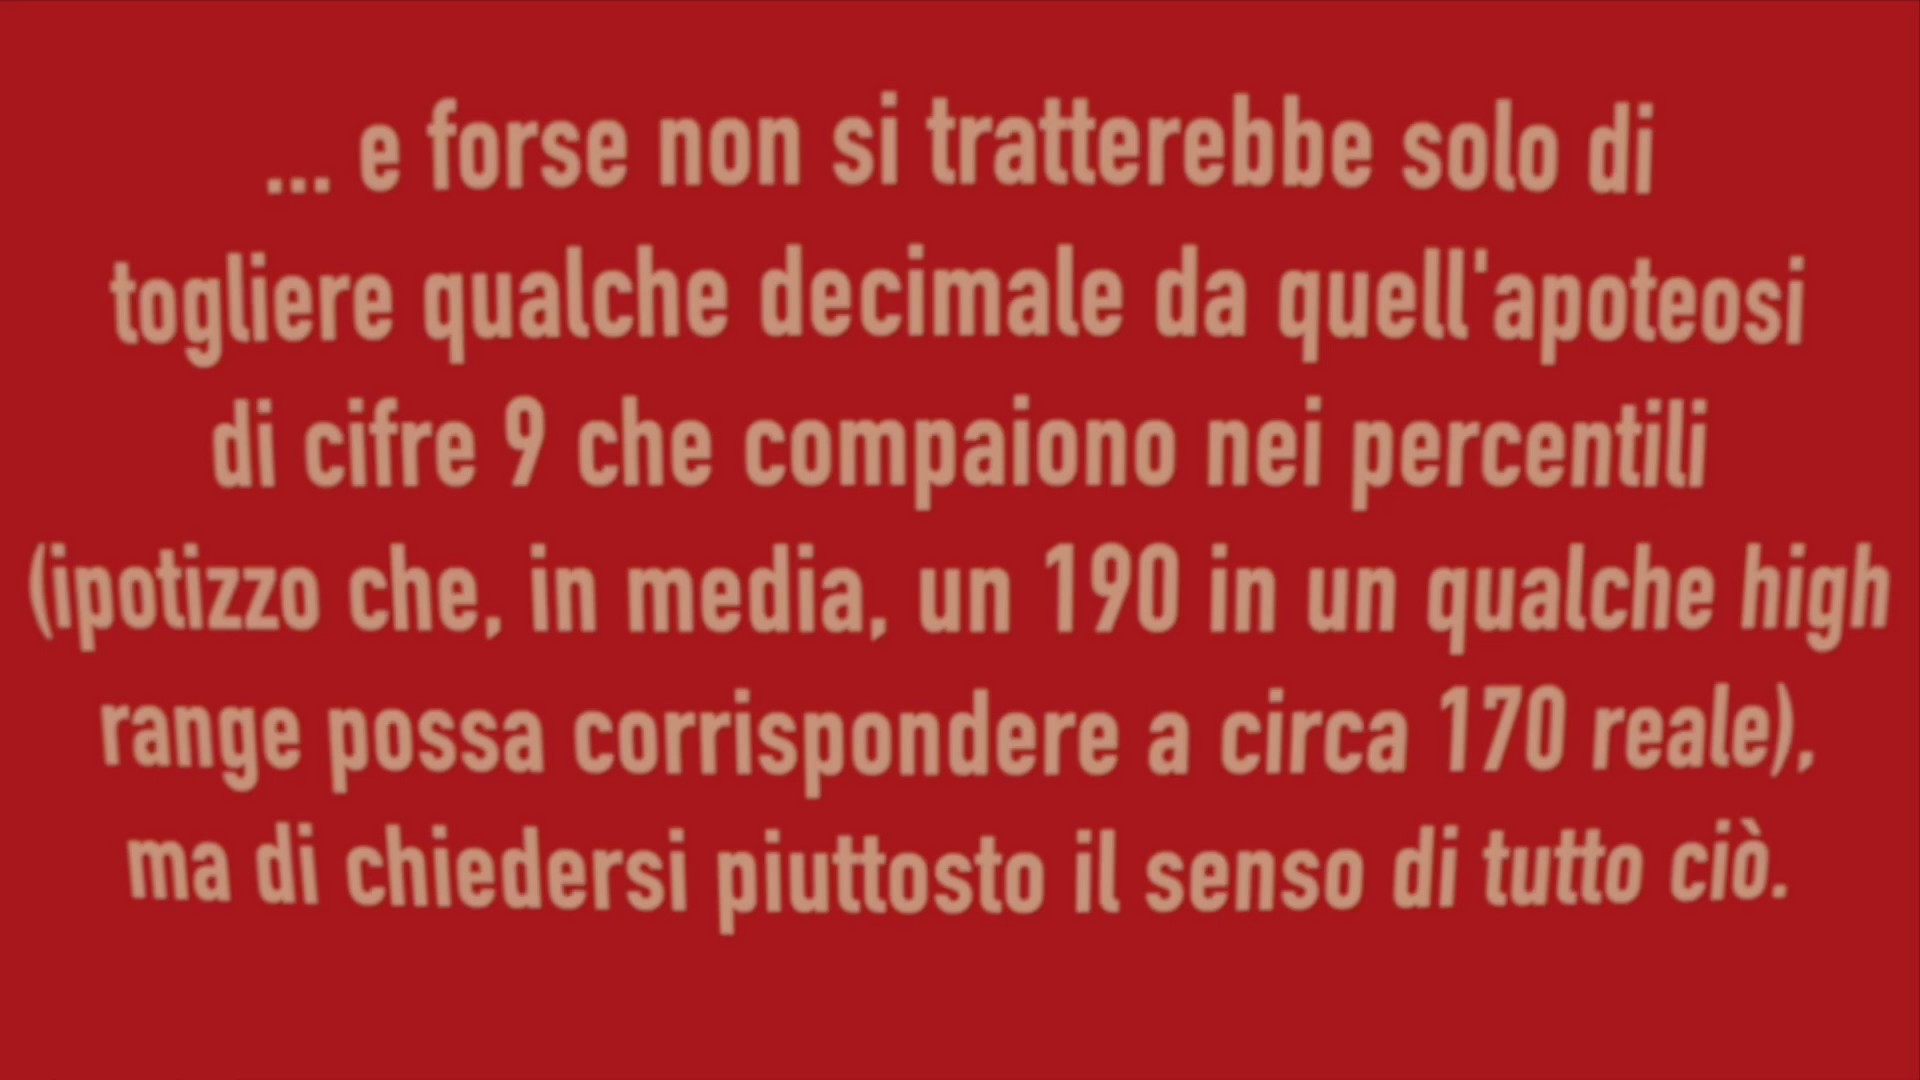 ... e forse non si tratterebbe solo di
togliere qualche decimale da quell'apoteosi
di cifre 9 che compaiono nei percentili
(ipotizzo che, in media, un 190 in un qualche high
range possa corrispondere a circa 170 reale),
ma di chiedersi piuttosto il senso di tutto ciò.